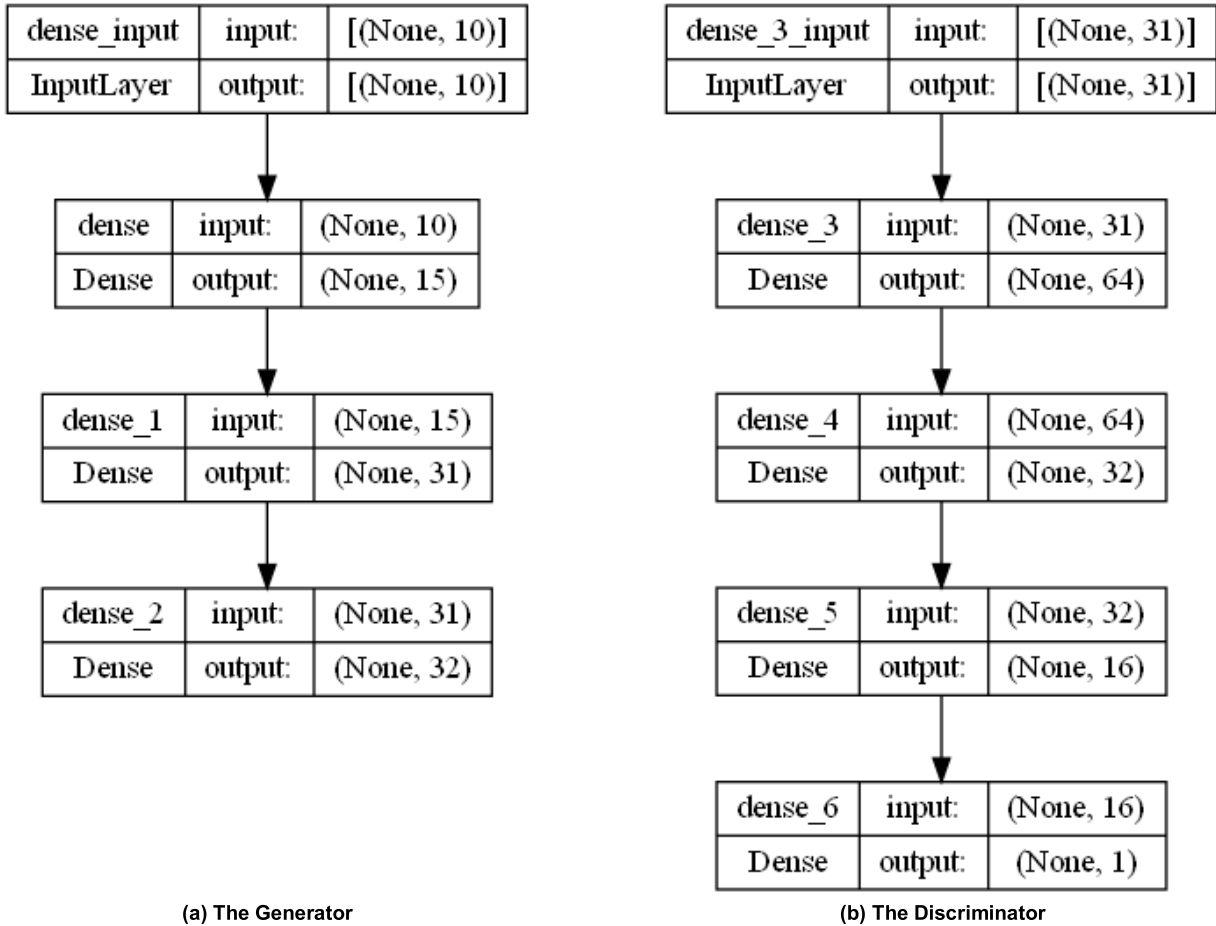 dense_input input: [(None, 10)]
InputLayer output: [(None, 10)]
dense input: (None, 10)
Dense output: (None, 15)
dense_1 input: (None, 15)
Dense output: (None, 31)
dense_2 input: (None, 31)
Dense output: (None, 32)
(a) The Generator
dense_3_input input: [(None, 31)]
InputLayer output: [(None, 31)]
dense_3 input: (None, 31)
Dense output: (None, 64)
dense_4 input: (None, 64)
Dense output: (None, 32)
dense_5 input: (None, 32)
Dense output: (None, 16)
dense_6 input: (None, 16)
Dense output: (None, 1)
(b) The Discriminator